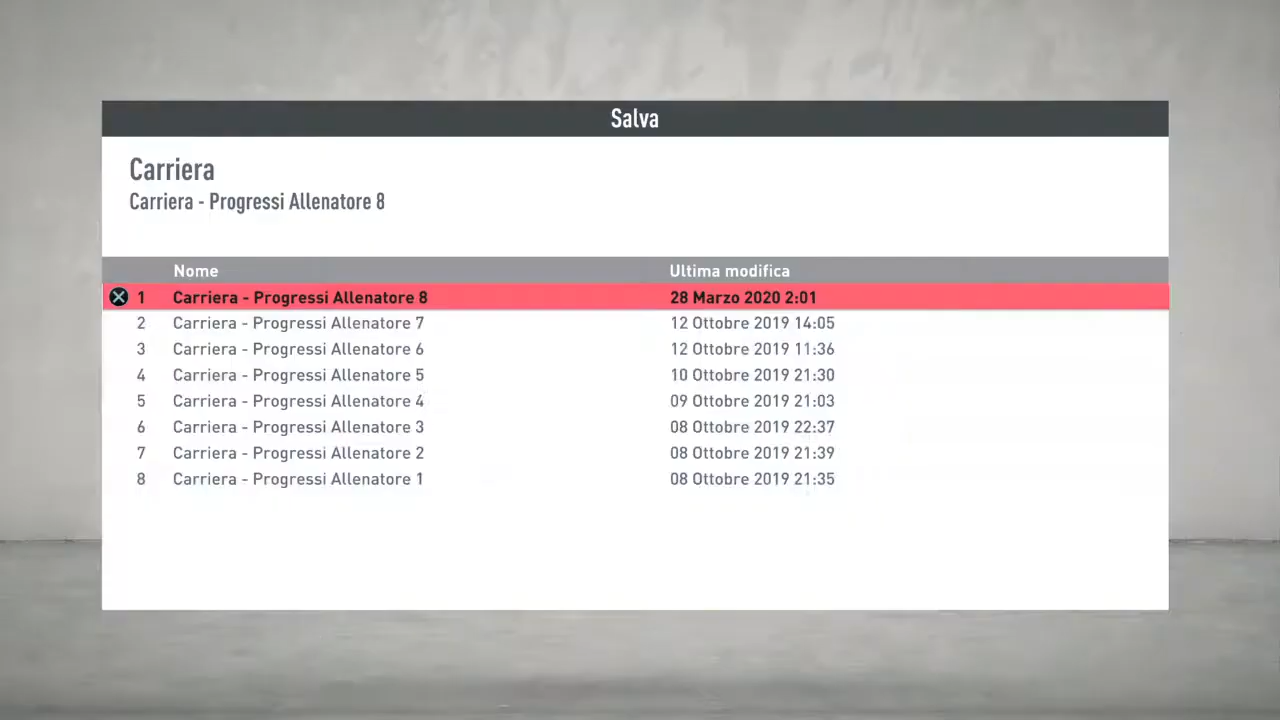 Salva
Carriera
Carriera - Progressi Allenatore 8
Nome Ultima modifica
1 Carriera - Progressi Allenatore 8 28 Marzo 2020 2:01
2 Carriera - Progressi Allenatore 7 12 Ottobre 2019 14:05
3 Carriera - Progressi Allenatore 6 12 Ottobre 2019 11:36
4 Carriera - Progressi Allenatore 5 10 Ottobre 2019 21:30
5 Carriera - Progressi Allenatore 4 09 Ottobre 2019 21:03
6 Carriera - Progressi Allenatore 3 08 Ottobre 2019 22:37
7 Carriera - Progressi Allenatore 2 08 Ottobre 2019 21:39
8 Carriera - Progressi Allenatore 1 08 Ottobre 2019 21:35